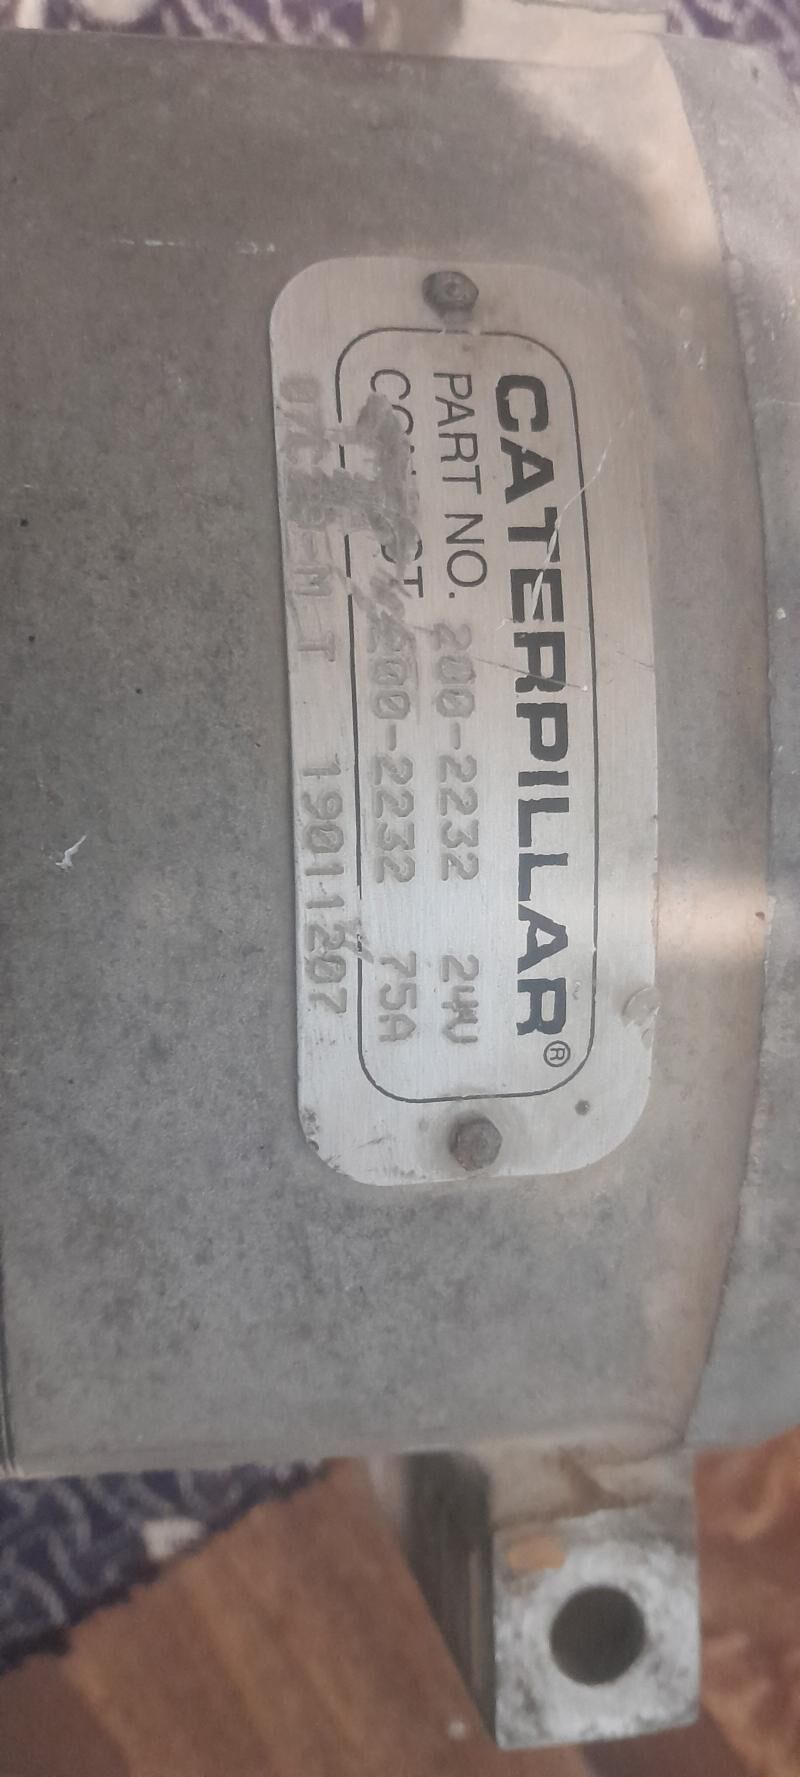 CATERPILLAR®
PART NO. 200-2232 24V
200-2232 75A
19011207